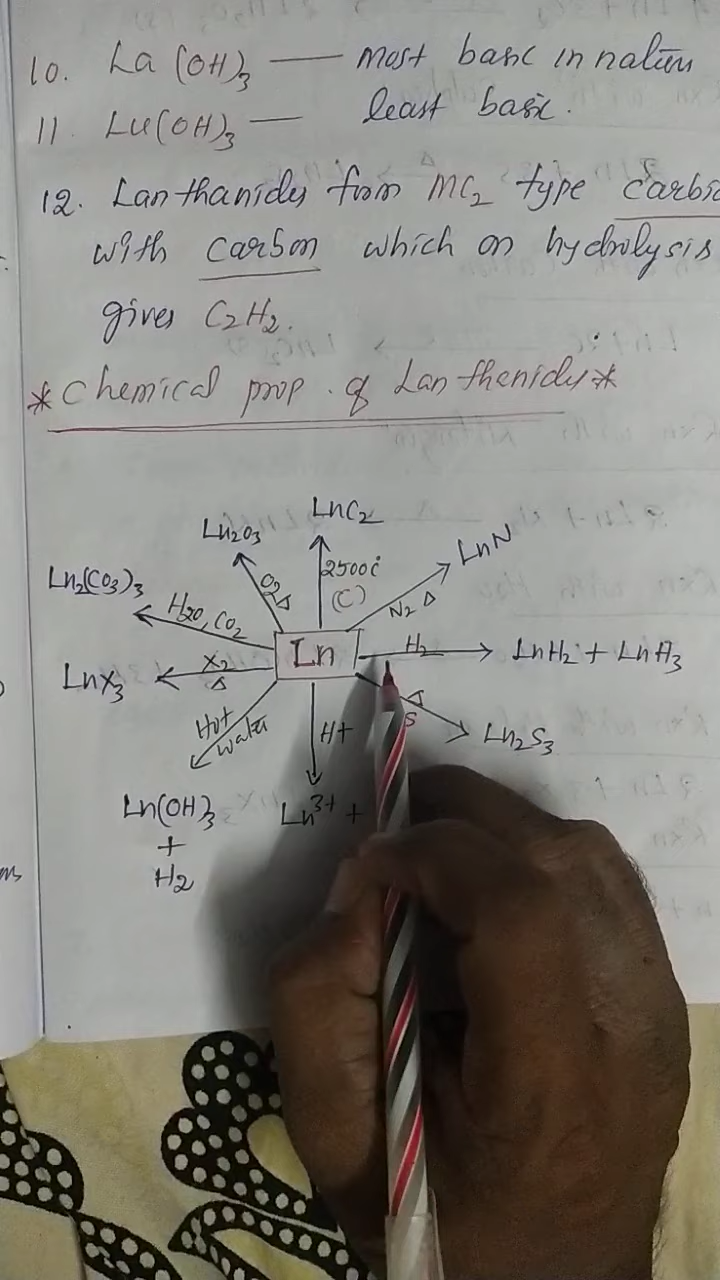 10. La (OH)3 — most basic in nature
11. Lu(OH)3 — least basic.
12. Lanthanides form MC2 type carbi
with carbon which on hydrolysis
gives C2H2.
*Chemical prop. of Lanthenides*
LnC2
Ln2O3
LnN
2500°C
(C)
O2 Δ
N2 Δ
Ln2(CO3)3
H2O, CO2
Ln
H2
LnH2 + LnH3
LnX3
X2
Δ
Δ
S
Ln2S3
Hot
water
H+
Ln(OH)3
+
H2
Ln3+ +